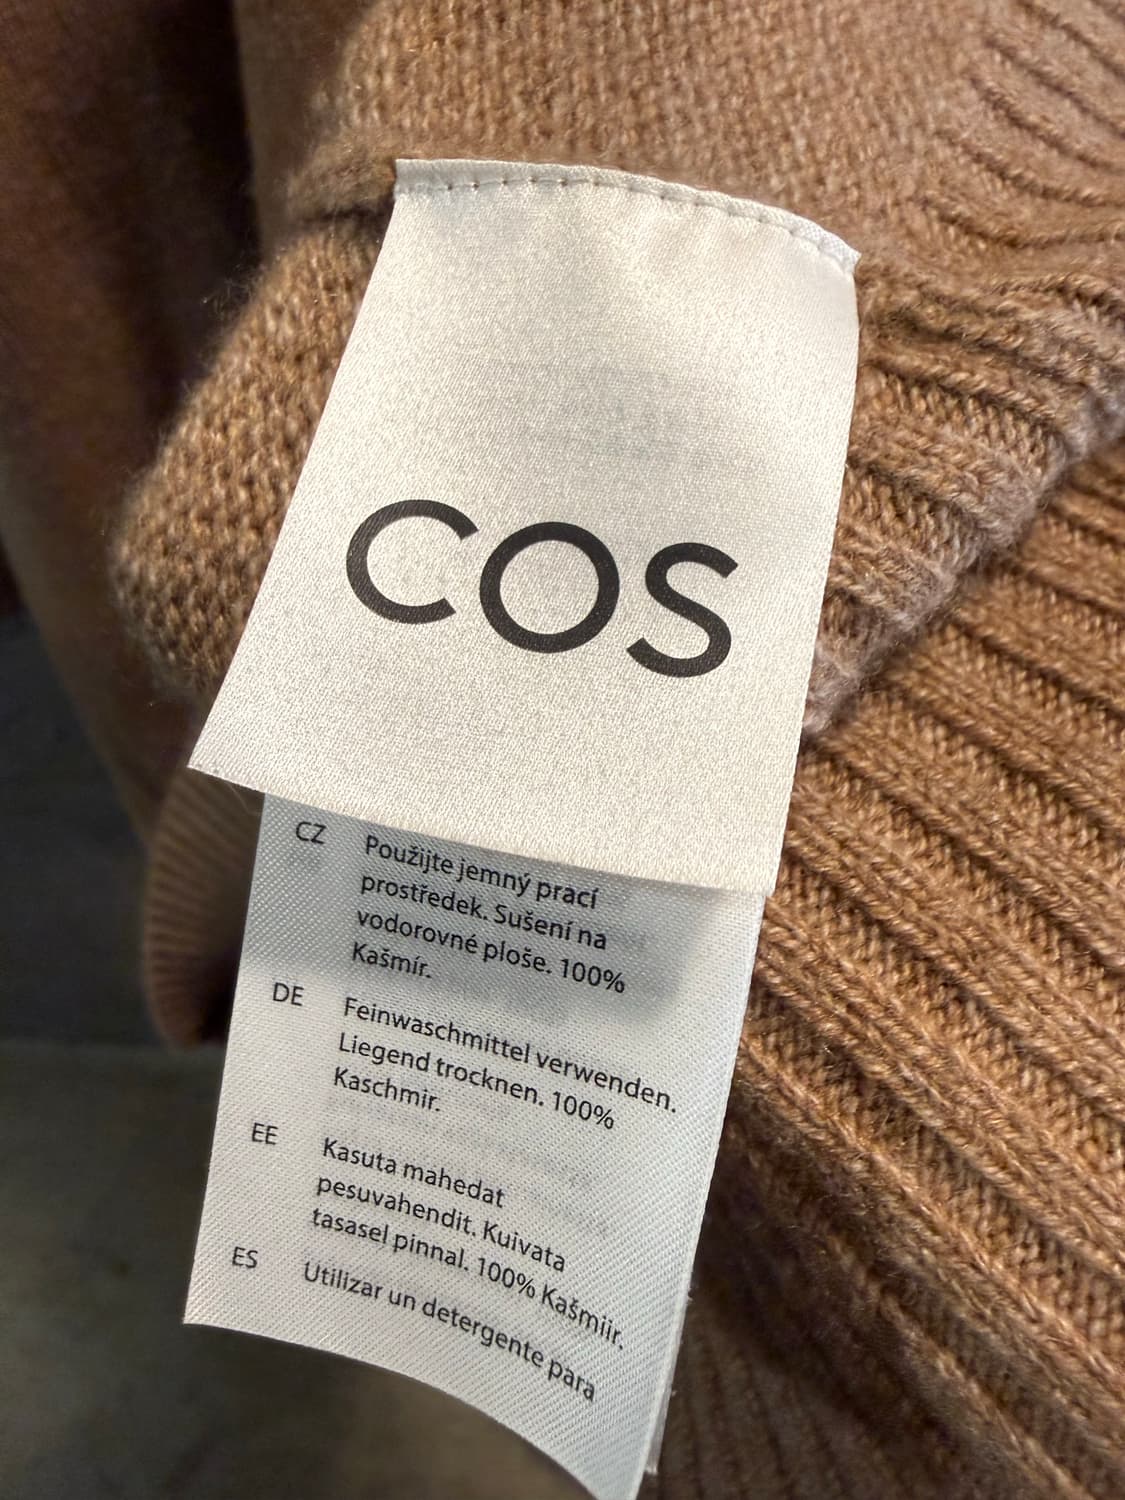 COS
CZ Použijte jemný prací
prostředek. Sušení na
vodorovné ploše. 100%
Kašmír.
DE Feinwaschmittel verwenden.
Liegend trocknen. 100%
Kaschmir.
EE Kasuta mahedat
pesuvahendit. Kuivata
tasasel pinnal. 100% Kašmiir.
ES Utilizar un detergente para